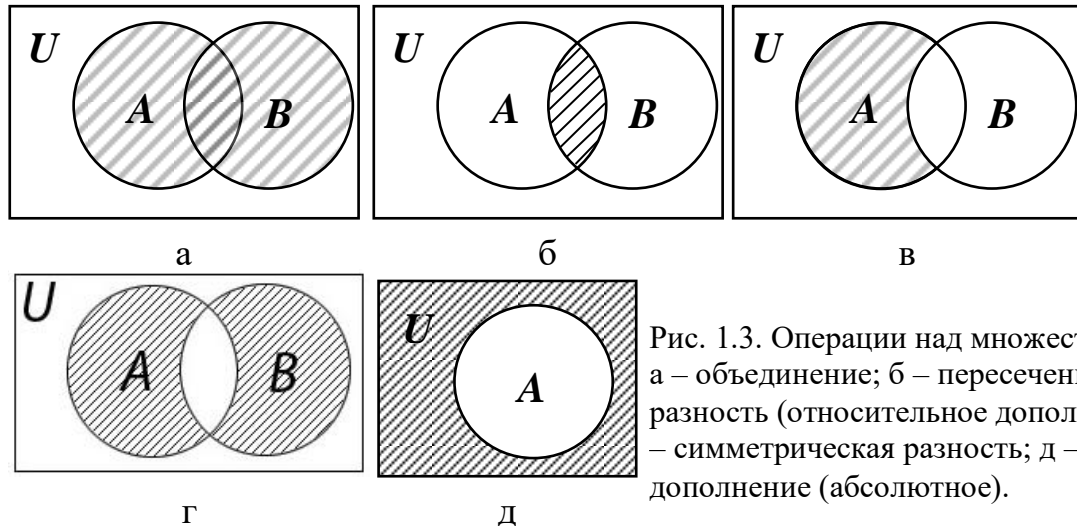 U A B
U A B
U A B
а б в
U A B
U A
Рис. 1.3. Операции над множест
а – объединение; б – пересечени
разность (относительное допол
– симметрическая разность; д –
дополнение (абсолютное).
г д